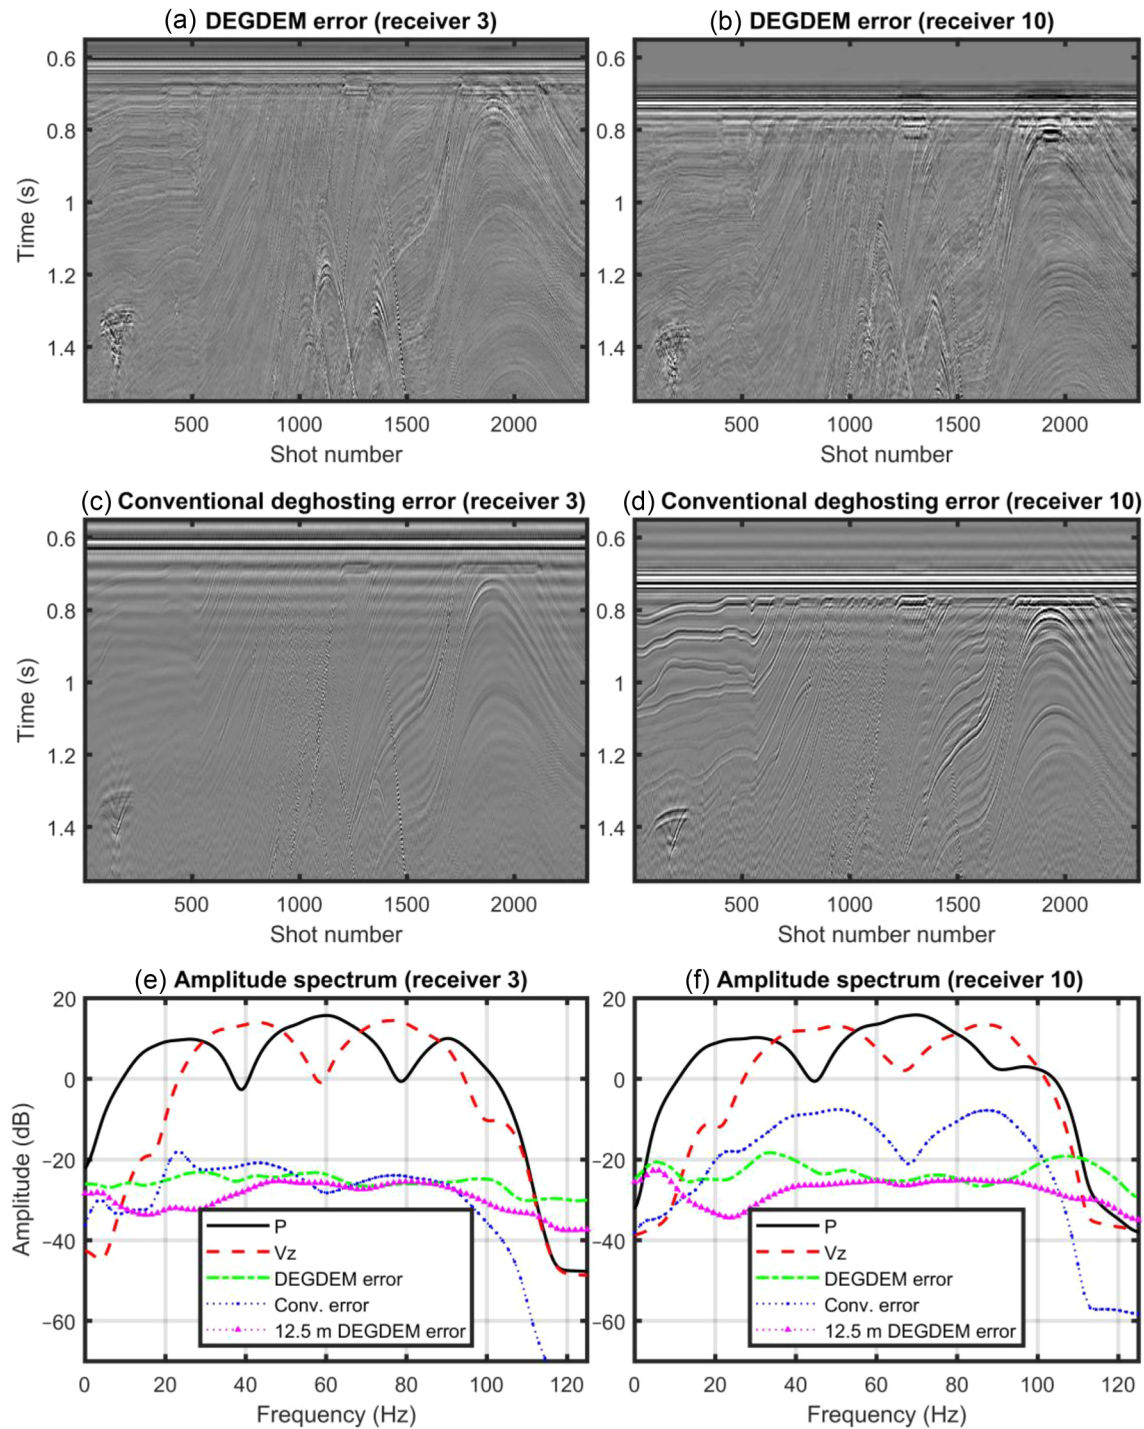 (a) DEGDEM error (receiver 3)
(b) DEGDEM error (receiver 10)
0.6
0.8
1
1.2
1.4
Time (s)
500 1000 1500 2000
Shot number
0.6
0.8
1
1.2
1.4
500 1000 1500 2000
Shot number
(c) Conventional deghosting error (receiver 3)
(d) Conventional deghosting error (receiver 10)
0.6
0.8
1
1.2
1.4
Time (s)
500 1000 1500 2000
Shot number
0.6
0.8
1
1.2
1.4
500 1000 1500 2000
Shot number number
(e) Amplitude spectrum (receiver 3)
(f) Amplitude spectrum (receiver 10)
20
0
−20
−40
−60
Amplitude (dB)
P
Vz
DEGDEM error
Conv. error
12.5 m DEGDEM error
0 20 40 60 80 100 120
Frequency (Hz)
20
0
−20
−40
−60
P
Vz
DEGDEM error
Conv. error
12.5 m DEGDEM error
0 20 40 60 80 100 120
Frequency (Hz)